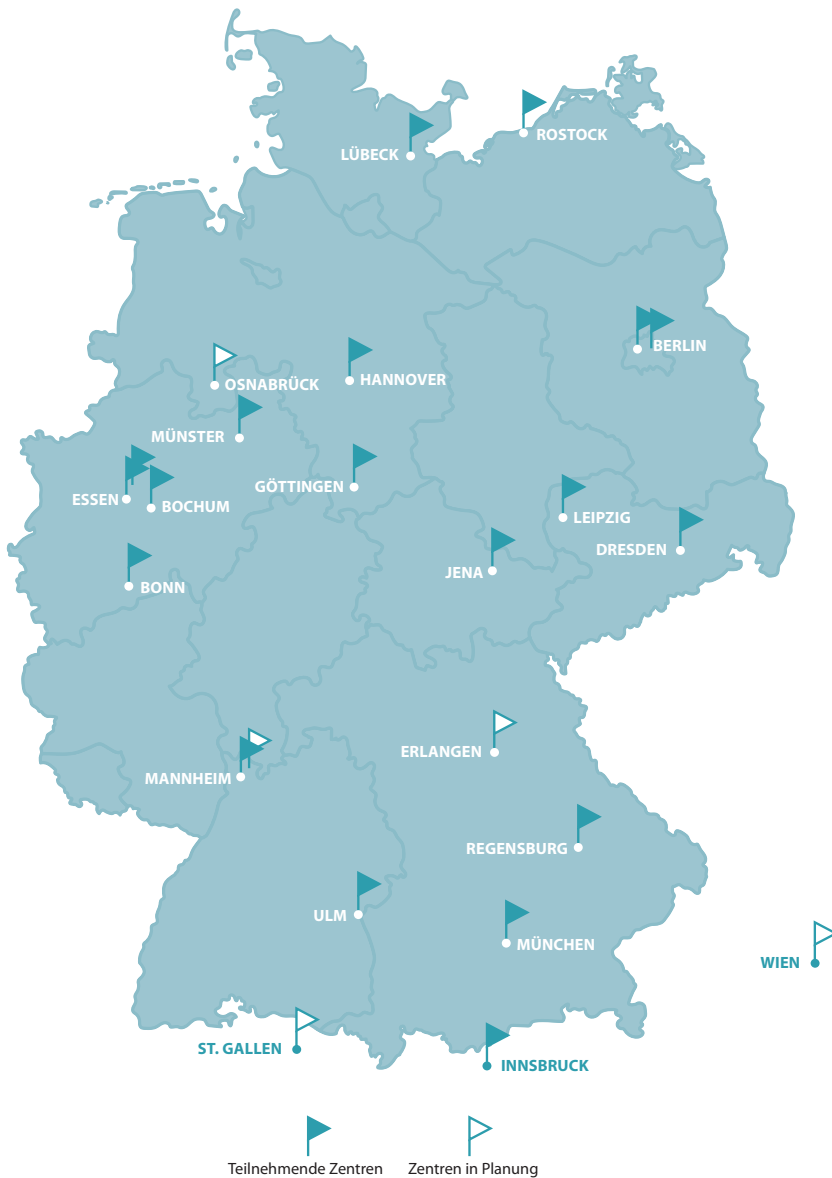 ROSTOCK
LÜBECK
BERLIN
OSNABRÜCK
HANNOVER
MÜNSTER
GÖTTINGEN
ESSEN
BOCHUM
LEIPZIG
DRESDEN
JENA
BONN
ERLANGEN
MANNHEIM
REGENSBURG
ULM
MÜNCHEN
WIEN
ST. GALLEN
INNSBRUCK
Teilnehmende Zentren
Zentren in Planung